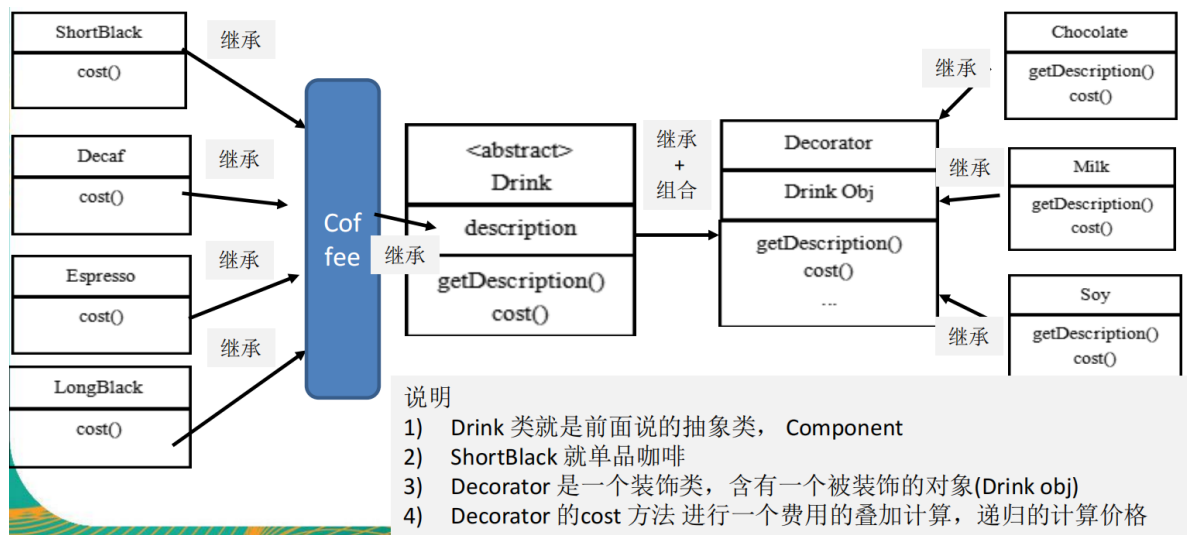 ShortBlack
cost()
继承
Decaf
cost()
继承
Espresso
cost()
继承
LongBlack
cost()
继承
Cof
fee
继承
<abstract>
Drink
description
getDescription()
cost()
继承
+
组合
Decorator
Drink Obj
getDescription()
cost()
...
继承
Chocolate
getDescription()
cost()
继承
Milk
getDescription()
cost()
继承
Soy
getDescription()
cost()
说明
1) Drink 类就是前面说的抽象类， Component
2) ShortBlack 就单品咖啡
3) Decorator 是一个装饰类，含有一个被装饰的对象(Drink obj)
4) Decorator 的cost 方法 进行一个费用的叠加计算，递归的计算价格